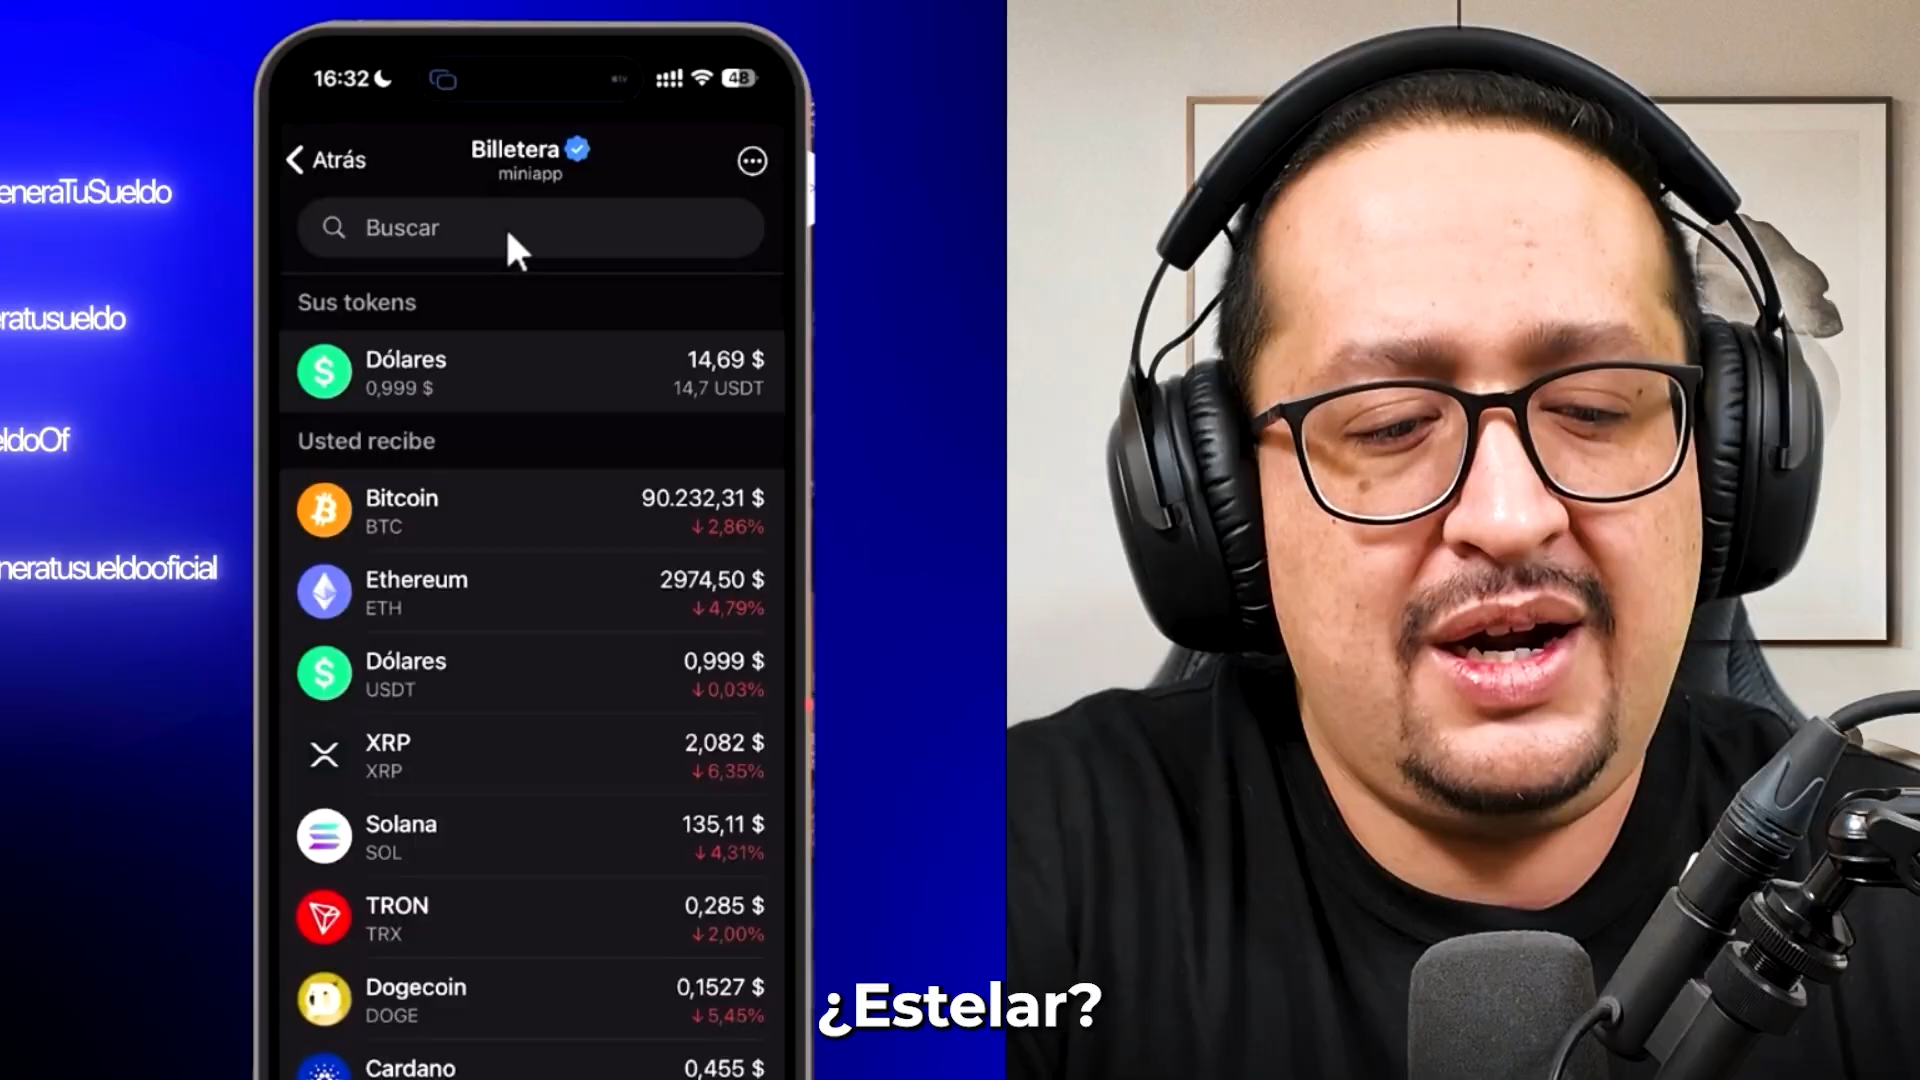 eneraTuSueldo
ratusueldo
eldoOf
neratusueldooficial
16:32
48
Atrás
Billetera
miniapp
Buscar
Sus tokens
Dólares
14,69 $
0,999 $
14,7 USDT
Usted recibe
Bitcoin
90.232,31 $
BTC
↓2,86%
Ethereum
2974,50 $
ETH
↓4,79%
Dólares
0,999 $
USDT
↓0,03%
XRP
2,082 $
XRP
↓6,35%
Solana
135,11 $
SOL
↓4,31%
TRON
0,285 $
TRX
↓2,00%
Dogecoin
0,1527 $
DOGE
↓5,45%
Cardano
0,455 $
¿Estelar?